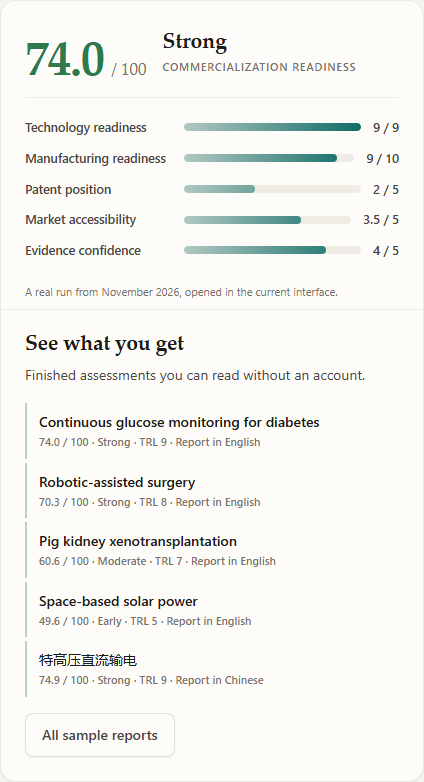 74.0 / 100
Strong
COMMERCIALIZATION READINESS
Technology readiness 9 / 9
Manufacturing readiness 9 / 10
Patent position 2 / 5
Market accessibility 3.5 / 5
Evidence confidence 4 / 5
A real run from November 2026, opened in the current interface.
See what you get
Finished assessments you can read without an account.
Continuous glucose monitoring for diabetes
74.0 / 100 · Strong · TRL 9 · Report in English
Robotic-assisted surgery
70.3 / 100 · Strong · TRL 8 · Report in English
Pig kidney xenotransplantation
60.6 / 100 · Moderate · TRL 7 · Report in English
Space-based solar power
49.6 / 100 · Early · TRL 5 · Report in English
特高压直流输电
74.9 / 100 · Strong · TRL 9 · Report in Chinese
All sample reports